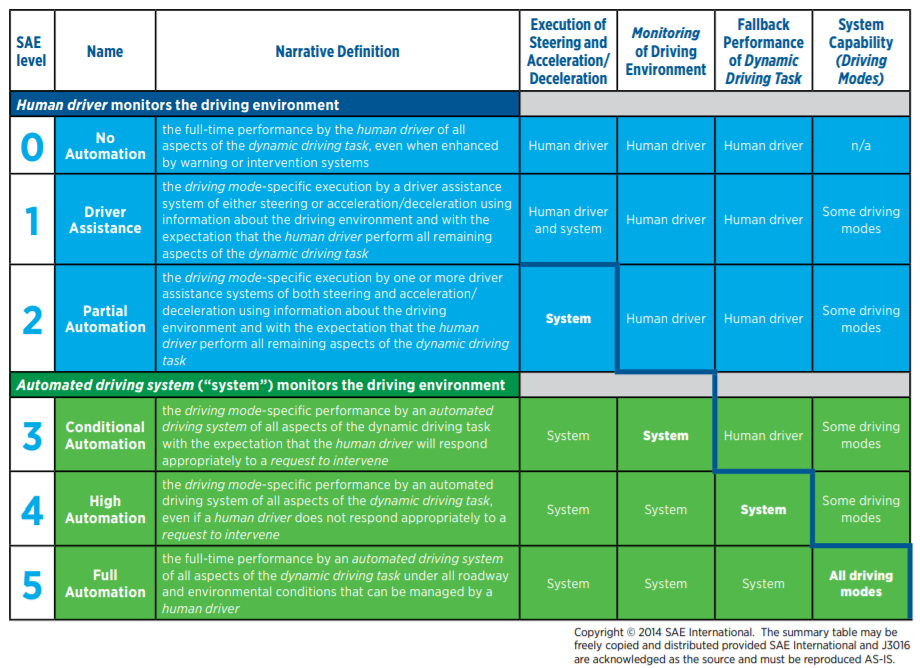 SAE
level
Name
Narrative Definition
Execution of
Steering and
Acceleration/
Deceleration
Monitoring
of Driving
Environment
Fallback
Performance
of Dynamic
Driving Task
System
Capability
(Driving
Modes)
Human driver monitors the driving environment
0
No
Automation
the full-time performance by the human driver of all
aspects of the dynamic driving task, even when enhanced
by warning or intervention systems
Human driver
Human driver
Human driver
n/a
1
Driver
Assistance
the driving mode-specific execution by a driver assistance
system of either steering or acceleration/deceleration using
information about the driving environment and with the
expectation that the human driver perform all remaining
aspects of the dynamic driving task
Human driver
and system
Human driver
Human driver
Some driving
modes
2
Partial
Automation
the driving mode-specific execution by one or more driver
assistance systems of both steering and acceleration/
deceleration using information about the driving
environment and with the expectation that the human
driver perform all remaining aspects of the dynamic driving
task
System
Human driver
Human driver
Some driving
modes
Automated driving system (“system”) monitors the driving environment
3
Conditional
Automation
the driving mode-specific performance by an automated
driving system of all aspects of the dynamic driving task
with the expectation that the human driver will respond
appropriately to a request to intervene
System
System
Human driver
Some driving
modes
4
High
Automation
the driving mode-specific performance by an automated
driving system of all aspects of the dynamic driving task,
even if a human driver does not respond appropriately to a
request to intervene
System
System
System
Some driving
modes
5
Full
Automation
the full-time performance by an automated driving system
of all aspects of the dynamic driving task under all roadway
and environmental conditions that can be managed by a
human driver
System
System
System
All driving
modes
Copyright © 2014 SAE International. The summary table may be
freely copied and distributed provided SAE International and J3016
are acknowledged as the source and must be reproduced AS-IS.